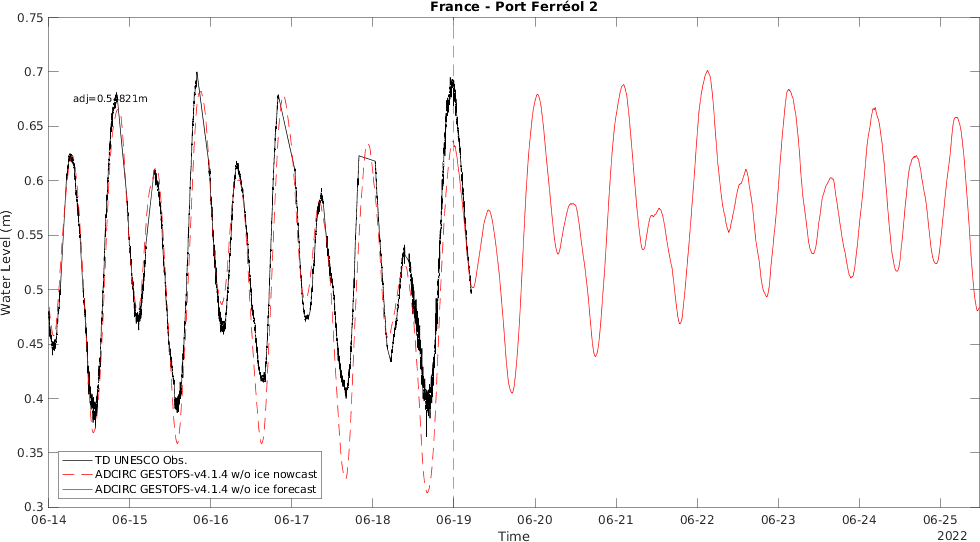 France - Port Ferréol 2
0.75
0.7
0.65
0.6
0.55
0.5
0.45
0.4
0.35
0.3
Water Level (m)
adj=0.54821m
TD UNESCO Obs.
ADCIRC GESTOFS-v4.1.4 w/o ice nowcast
ADCIRC GESTOFS-v4.1.4 w/o ice forecast
06-14 06-15 06-16 06-17 06-18 06-19 06-20 06-21 06-22 06-23 06-24 06-25
Time
2022